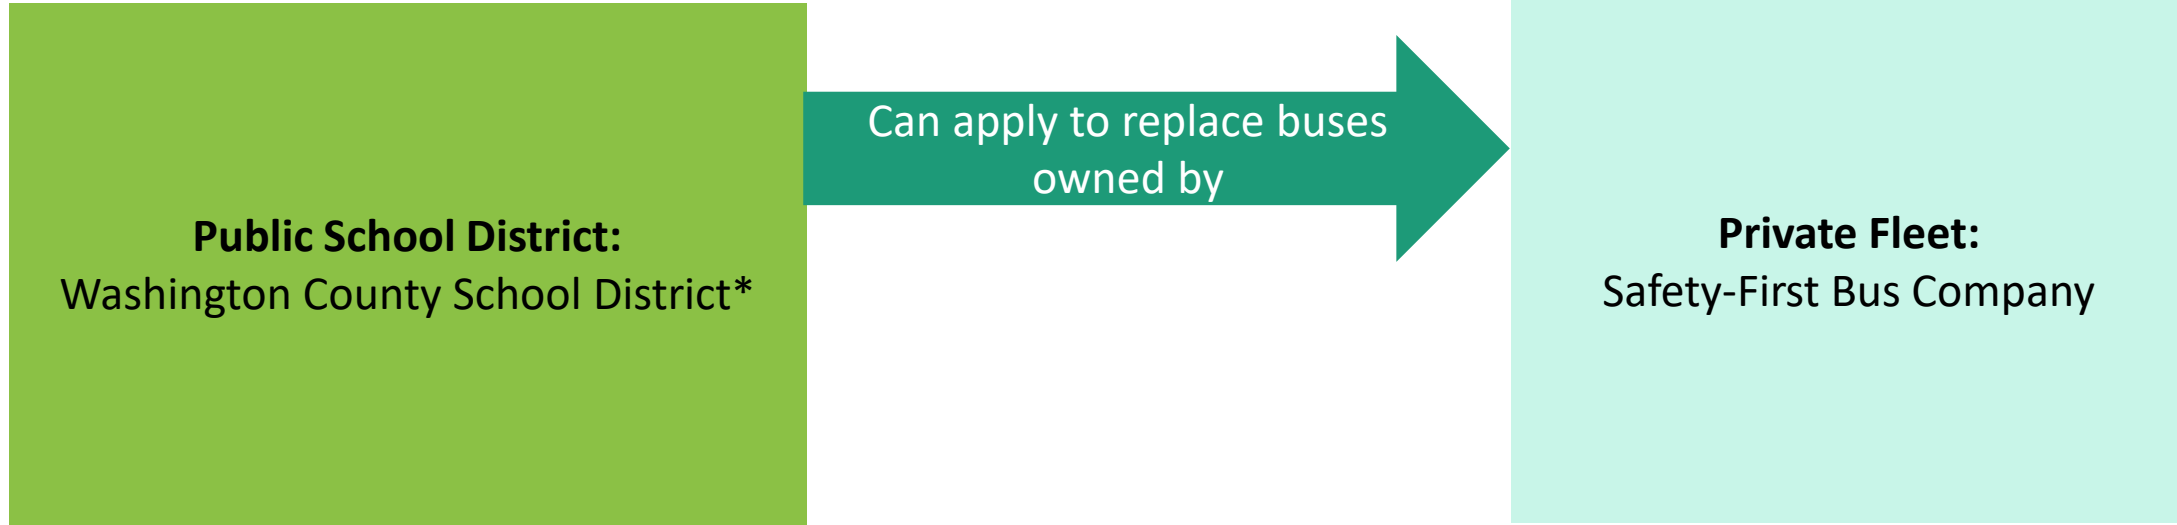 Public School District:
Washington County School District*
Can apply to replace buses
owned by
Private Fleet:
Safety-First Bus Company